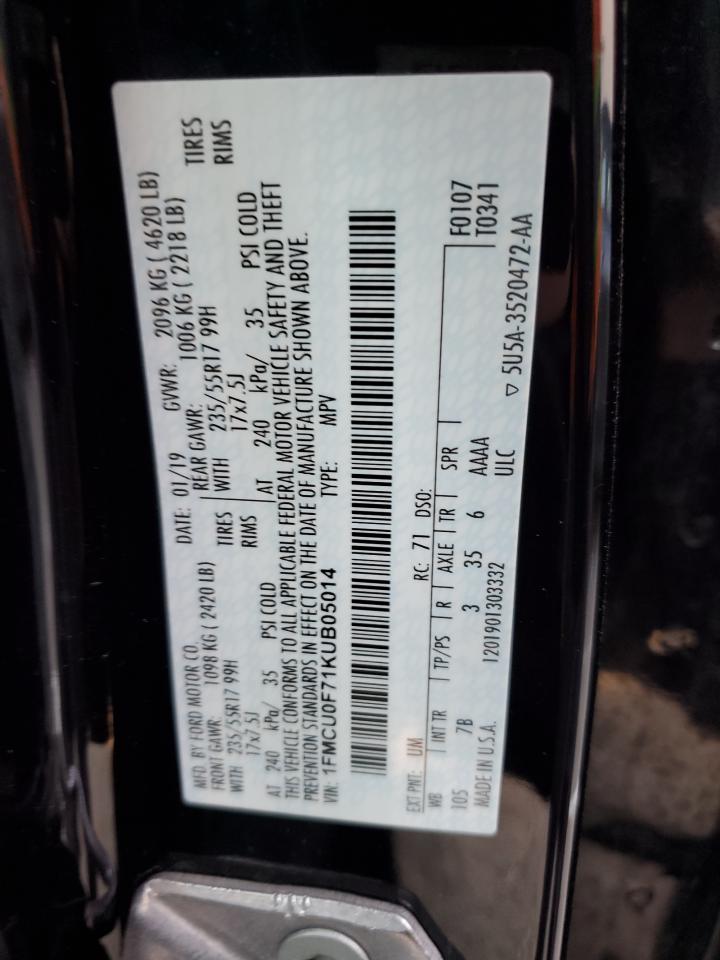 MFD. BY FORD MOTOR CO.
DATE: 01/19 GVWR: 2096 KG ( 4620 LB)
FRONT GAWR: 1098 KG ( 2420 LB) REAR GAWR: 1006 KG ( 2218 LB)
WITH 235/55R17 99H TIRES WITH 235/55R17 99H TIRES
17x7.5J RIMS 17x7.5J RIMS
AT 240 kPa/ 35 PSI COLD AT 240 kPa/ 35 PSI COLD
THIS VEHICLE CONFORMS TO ALL APPLICABLE FEDERAL MOTOR VEHICLE SAFETY AND THEFT
PREVENTION STANDARDS IN EFFECT ON THE DATE OF MANUFACTURE SHOWN ABOVE.
VIN: 1FMCU0F71KUB05014 TYPE: MPV
EXT PNT: UM RC: 71 DSO: F0107
WB INT TR TP/PS R AXLE TR SPR T0341
105 7B 3 35 6 AAAA
MADE IN U.S.A. 1201901303332 ULC
▽ 5U5A-3520472-AA